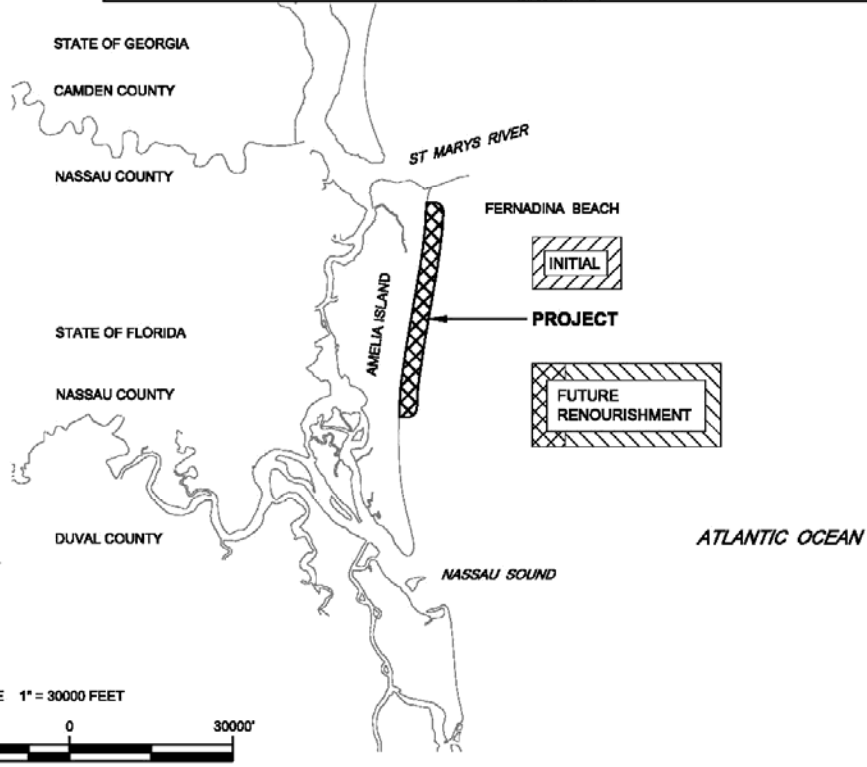 STATE OF GEORGIA
CAMDEN COUNTY
ST MARYS RIVER
NASSAU COUNTY
FERNADINA BEACH
INITIAL
AMELIA ISLAND
PROJECT
STATE OF FLORIDA
NASSAU COUNTY
FUTURE
RENOURISHMENT
DUVAL COUNTY
ATLANTIC OCEAN
NASSAU SOUND
1" = 30000 FEET
0
30000'